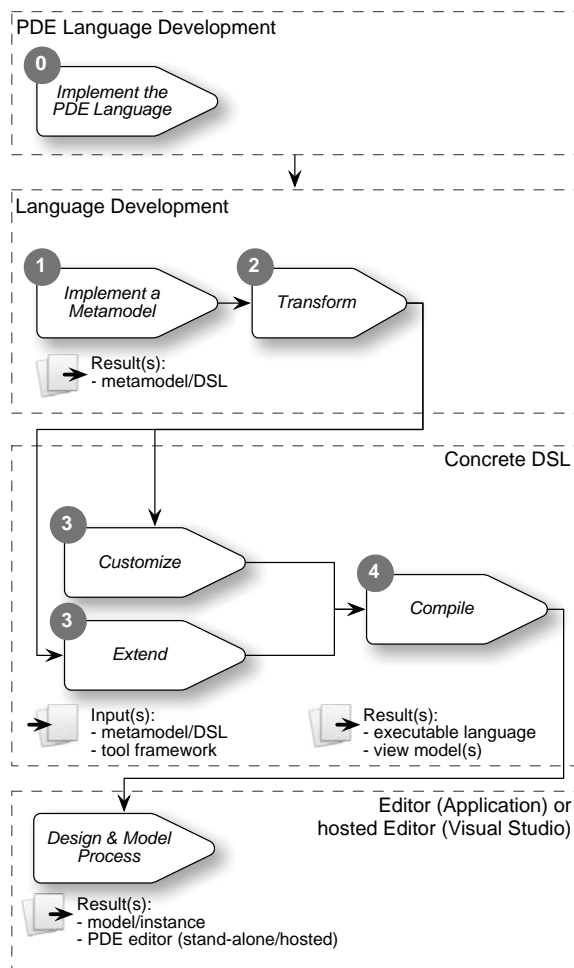 PDE Language Development
0
Implement the
PDE Language
Language Development
1
Implement a
Metamodel
2
Transform
Result(s):
- metamodel/DSL
Concrete DSL
3
Customize
3
Extend
4
Compile
Input(s):
- metamodel/DSL
- tool framework
Result(s):
- executable language
- view model(s)
Editor (Application) or
hosted Editor (Visual Studio)
Design & Model
Process
Result(s):
- model/instance
- PDE editor (stand-alone/hosted)